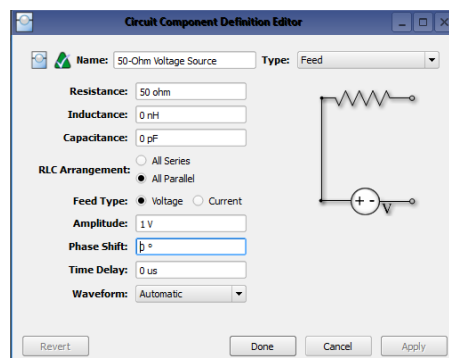 Circuit Component Definition Editor
Name: 50-Ohm Voltage Source Type: Feed
Resistance: 50 ohm
Inductance: 0 nH
Capacitance: 0 pF
RLC Arrangement: All Series
All Parallel
Feed Type: Voltage Current
Amplitude: 1 V
Phase Shift: 0 °
Time Delay: 0 us
Waveform: Automatic
+ -
V
Revert Done Cancel Apply